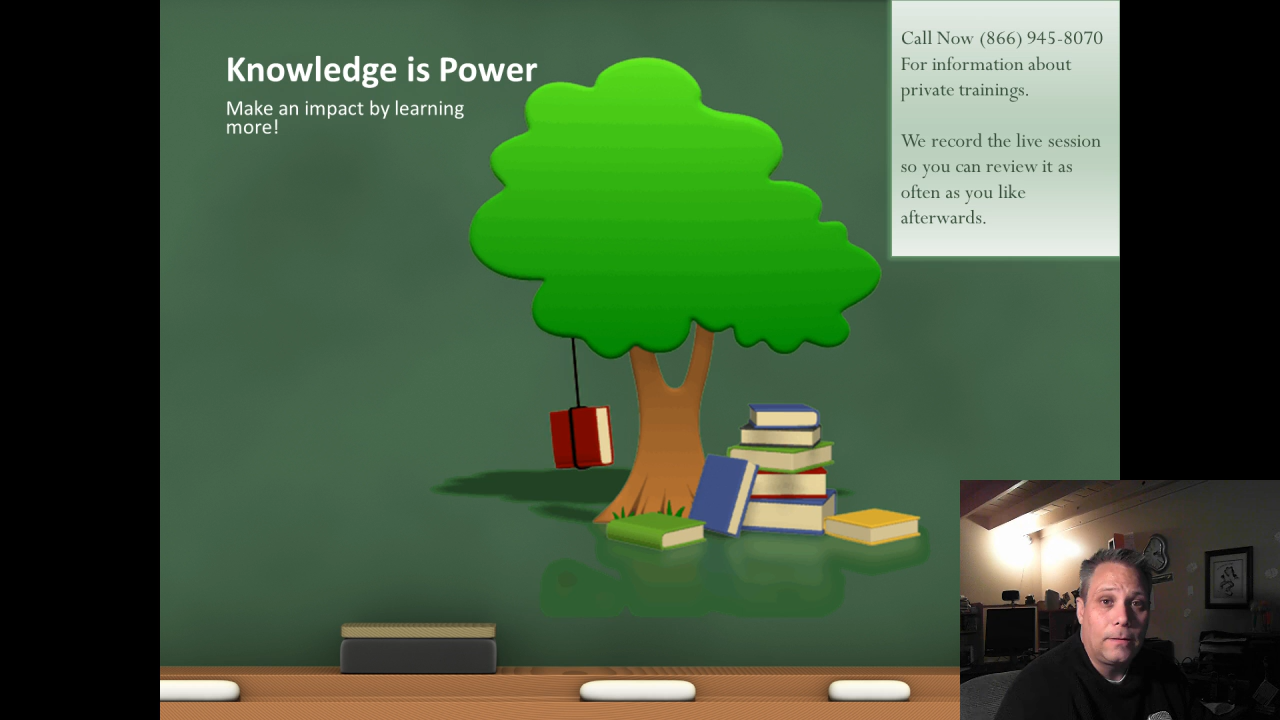 Knowledge is Power
Make an impact by learning
more!
Call Now (866) 945-8070
For information about
private trainings.
We record the live session
so you can review it as
often as you like
afterwards.